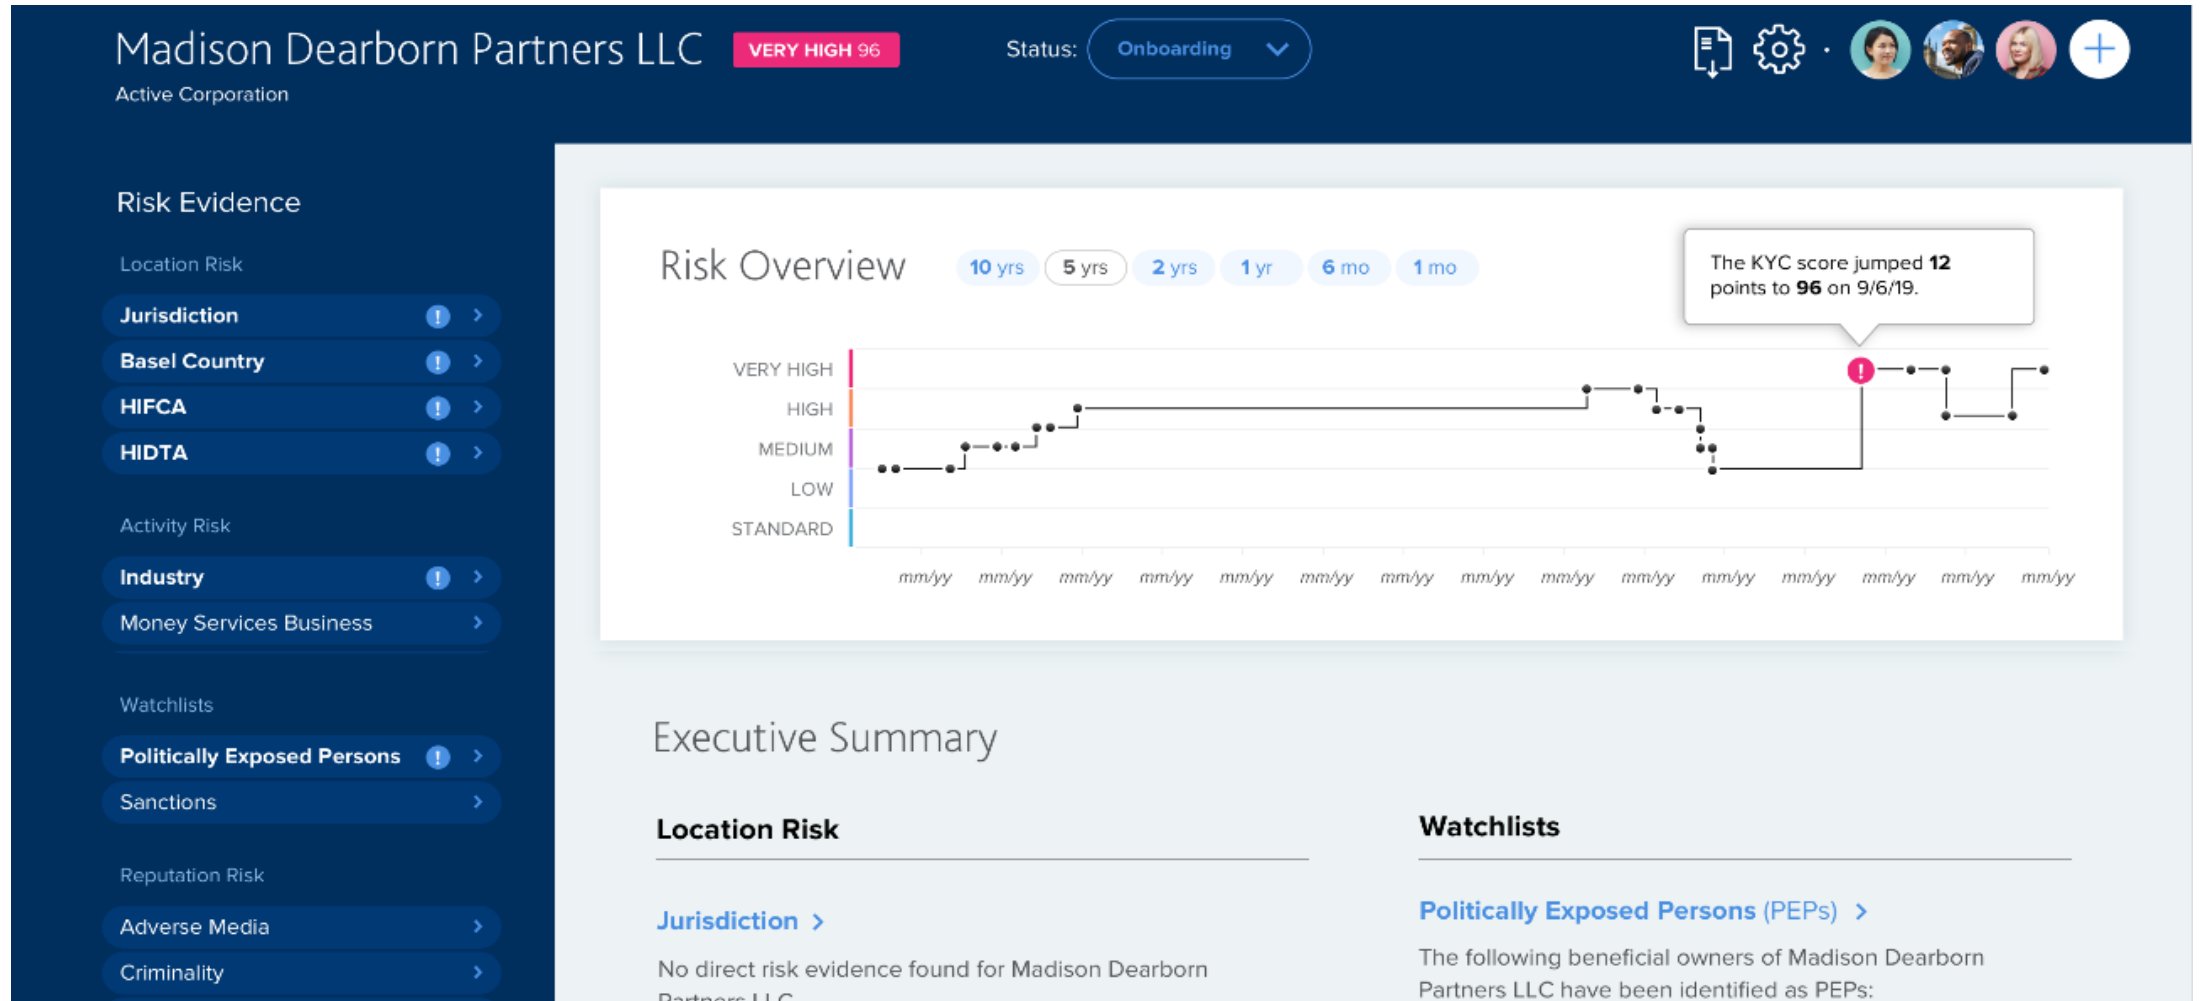 Madison Dearborn Partners LLC VERY HIGH 96 Status: Onboarding
Active Corporation
Risk Evidence
Location Risk
Jurisdiction
Basel Country
HIFCA
HIDTA
Activity Risk
Industry
Money Services Business
Watchlists
Politically Exposed Persons
Sanctions
Reputation Risk
Adverse Media
Criminality
Risk Overview 10 yrs 5 yrs 2 yrs 1 yr 6 mo 1 mo
The KYC score jumped 12
points to 96 on 9/6/19.
VERY HIGH
HIGH
MEDIUM
LOW
STANDARD
mm/yy mm/yy mm/yy mm/yy mm/yy mm/yy mm/yy mm/yy mm/yy mm/yy mm/yy mm/yy mm/yy mm/yy mm/yy
Executive Summary
Location Risk
Jurisdiction >
No direct risk evidence found for Madison Dearborn
Partners LLC
Watchlists
Politically Exposed Persons (PEPs) >
The following beneficial owners of Madison Dearborn
Partners LLC have been identified as PEPs: